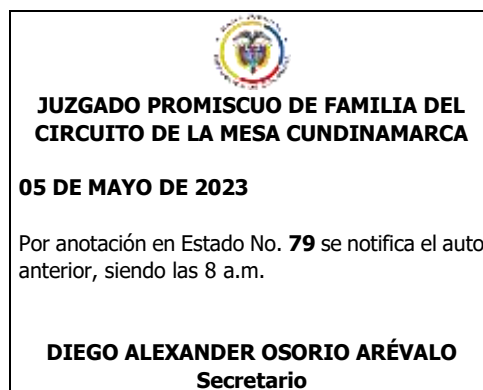 JUZGADO PROMISCUO DE FAMILIA DEL
CIRCUITO DE LA MESA CUNDINAMARCA
05 DE MAYO DE 2023
Por anotación en Estado No. 79 se notifica el auto
anterior, siendo las 8 a.m.
DIEGO ALEXANDER OSORIO ARÉVALO
Secretario